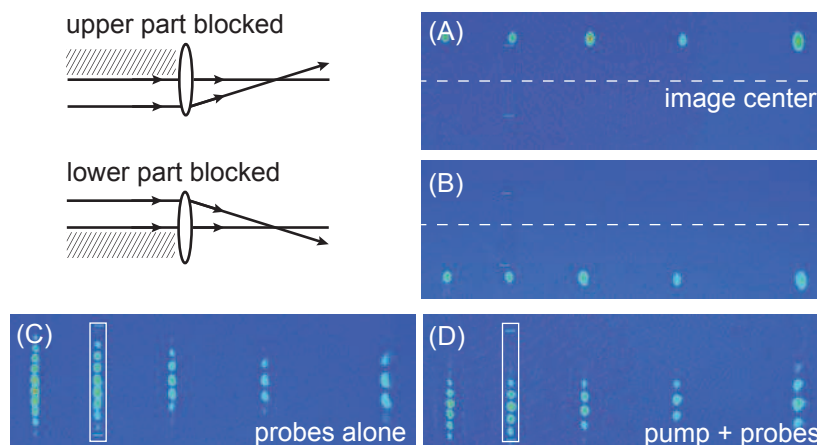 upper part blocked
lower part blocked
(A)
image center
(B)
(C)
probes alone
(D)
pump + probes